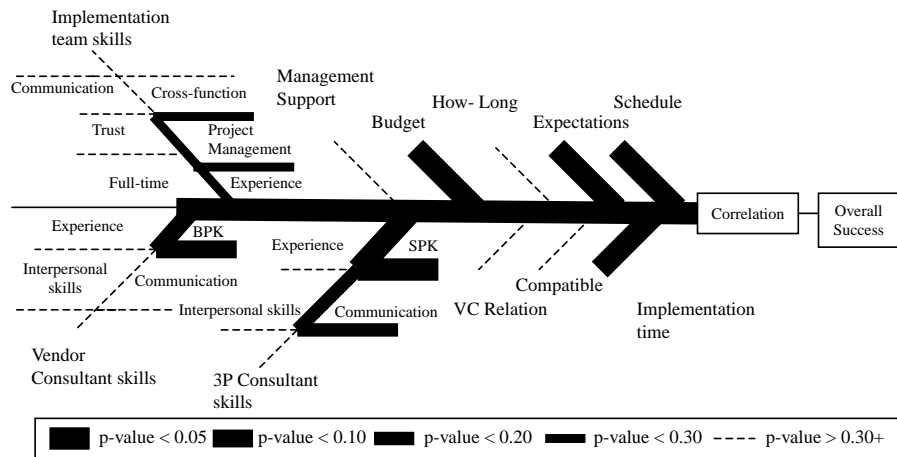 Implementation
team skills
Communication
Cross-function
Trust
Project
Management
Full-time
Experience
Management
Support
Budget
How- Long
Expectations
Schedule
Correlation
Overall
Success
Experience
BPK
Interpersonal
skills
Communication
Vendor
Consultant skills
Experience
SPK
Interpersonal skills
Communication
3P Consultant
skills
VC Relation
Compatible
Implementation
time
p-value < 0.05
p-value < 0.10
p-value < 0.20
p-value < 0.30
p-value > 0.30+